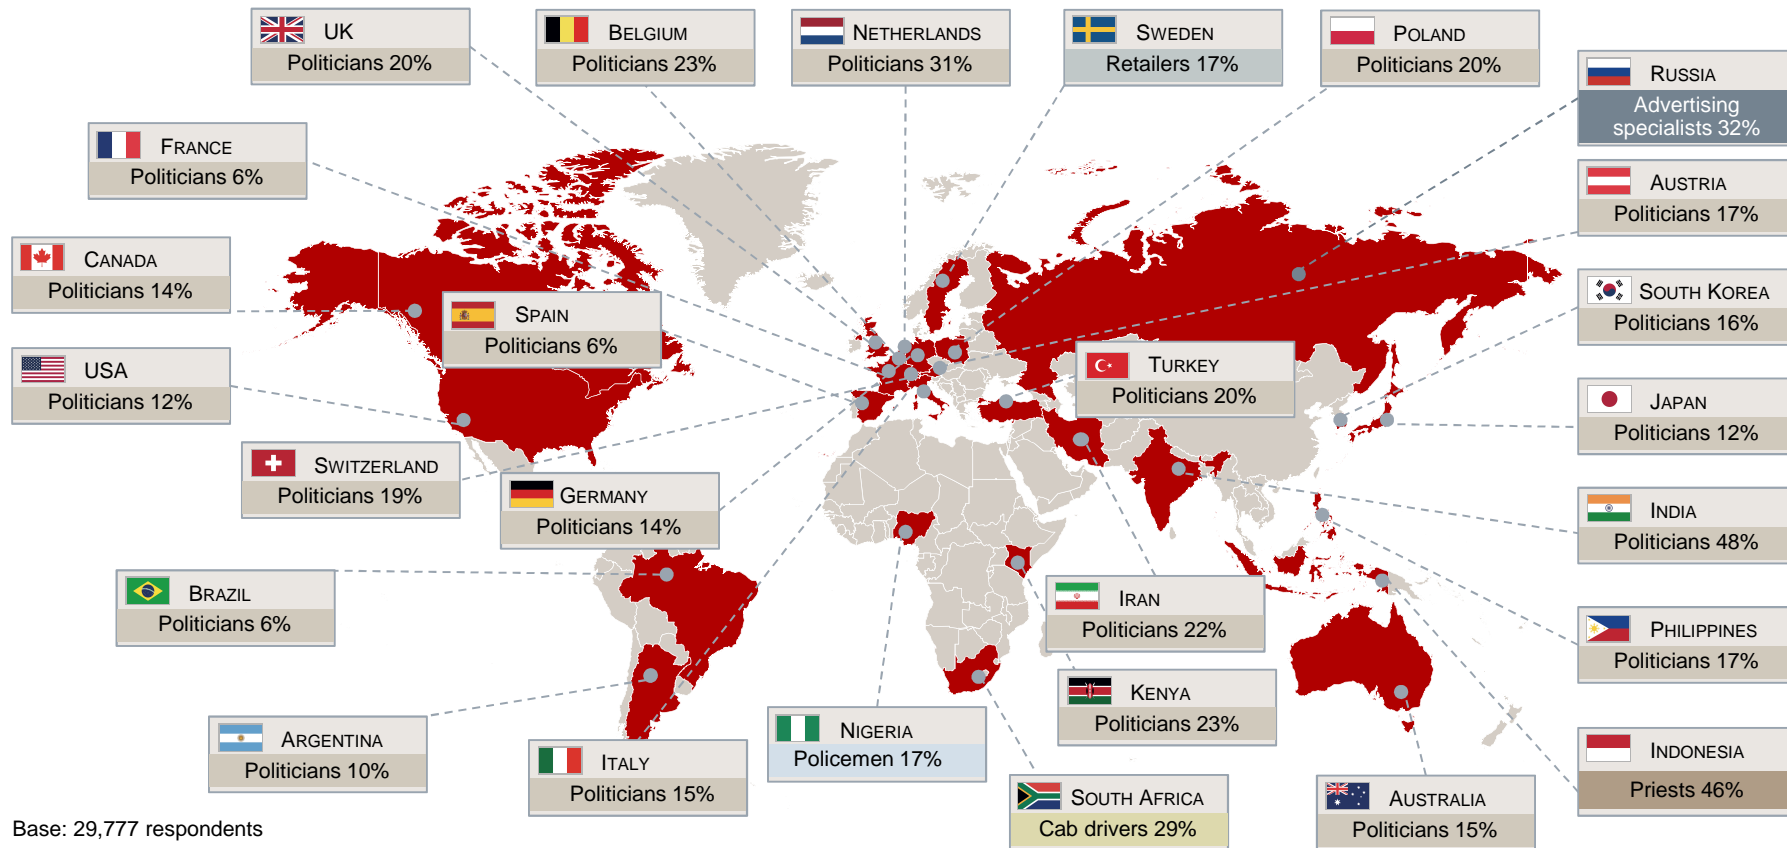 UK
Politicians 20%
BELGIUM
Politicians 23%
NETHERLANDS
Politicians 31%
SWEDEN
Retailers 17%
POLAND
Politicians 20%
RUSSIA
Advertising
specialists 32%
FRANCE
Politicians 6%
AUSTRIA
Politicians 17%
CANADA
Politicians 14%
SPAIN
Politicians 6%
SOUTH KOREA
Politicians 16%
USA
Politicians 12%
TURKEY
Politicians 20%
JAPAN
Politicians 12%
SWITZERLAND
Politicians 19%
GERMANY
Politicians 14%
INDIA
Politicians 48%
BRAZIL
Politicians 6%
IRAN
Politicians 22%
PHILIPPINES
Politicians 17%
KENYA
Politicians 23%
ARGENTINA
Politicians 10%
ITALY
Politicians 15%
NIGERIA
Policemen 17%
INDONESIA
Priests 46%
SOUTH AFRICA
Cab drivers 29%
AUSTRALIA
Politicians 15%
Base: 29,777 respondents